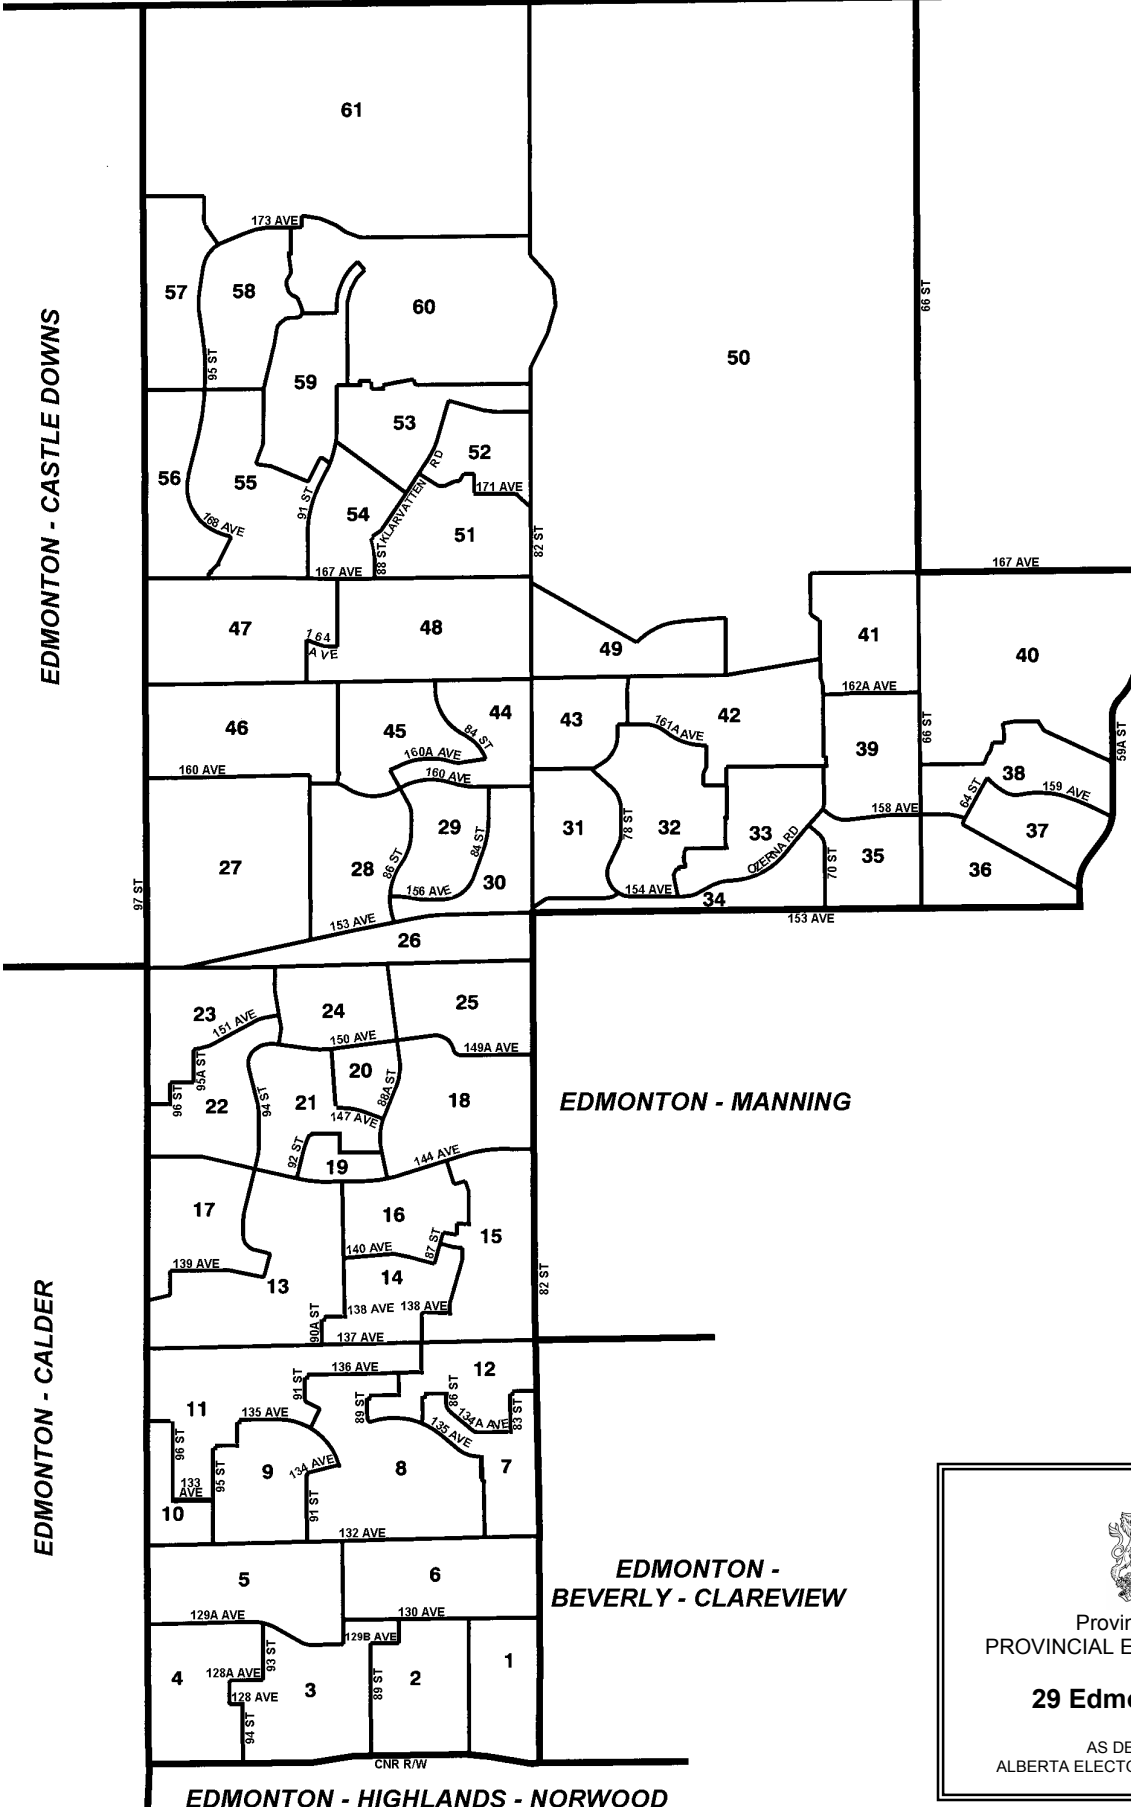 61
173 AVE
57
58
60
66 ST
50
95 ST
59
EDMONTON - CASTLE DOWNS
53
52
KLARVATTEN RD
56
55
171 AVE
91 ST
54
168 AVE
51
82 ST
88 ST
167 AVE
167 AVE
47
164
AVE
48
49
41
40
162A AVE
46
45
44
84 ST
43
42
161A AVE
39
66 ST
59A ST
160A AVE
160 AVE
160 AVE
38
64 ST
159 AVE
158 AVE
27
28
29
86 ST
84 ST
31
78 ST
32
33
OZERNA RD
37
35
70 ST
36
97 ST
156 AVE
30
154 AVE
34
153 AVE
153 AVE
26
23
24
25
151 AVE
150 AVE
149A AVE
95A ST
96 ST
22
94 ST
21
20
88A ST
18
147 AVE
EDMONTON - MANNING
92 ST
19
144 AVE
17
16
15
87 ST
140 AVE
139 AVE
13
14
82 ST
90A ST
138 AVE
138 AVE
137 AVE
EDMONTON - CALDER
136 AVE
12
91 ST
89 ST
86 ST
83 ST
11
135 AVE
134A AVE
135 AVE
96 ST
95 ST
9
134 AVE
8
7
133
AVE
10
91 ST
132 AVE
5
6
EDMONTON -
BEVERLY - CLAREVIEW
129A AVE
130 AVE
129B AVE
93 ST
4
128A AVE
128 AVE
3
89 ST
2
1
94 ST
CNR R/W
EDMONTON - HIGHLANDS - NORWOOD
Provin
PROVINCIAL E
29 Edmo
AS DE
ALBERTA ELECTO